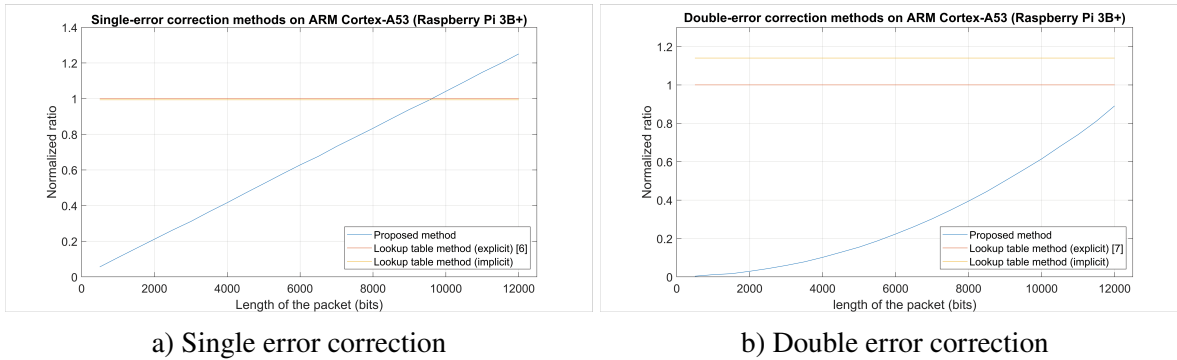 Single-error correction methods on ARM Cortex-A53 (Raspberry Pi 3B+)
Normalized ratio
1.4
1.2
1
0.8
0.6
0.4
0.2
0
0
2000
4000
6000
8000
10000
12000
Length of the packet (bits)
Proposed method
Lookup table method (explicit) [6]
Lookup table method (implicit)
a) Single error correction
Double-error correction methods on ARM Cortex-A53 (Raspberry Pi 3B+)
Normalized ratio
1.2
1
0.8
0.6
0.4
0.2
0
0
2000
4000
6000
8000
10000
12000
length of the packet (bits)
Proposed method
Lookup table method (explicit) [7]
Lookup table method (implicit)
b) Double error correction